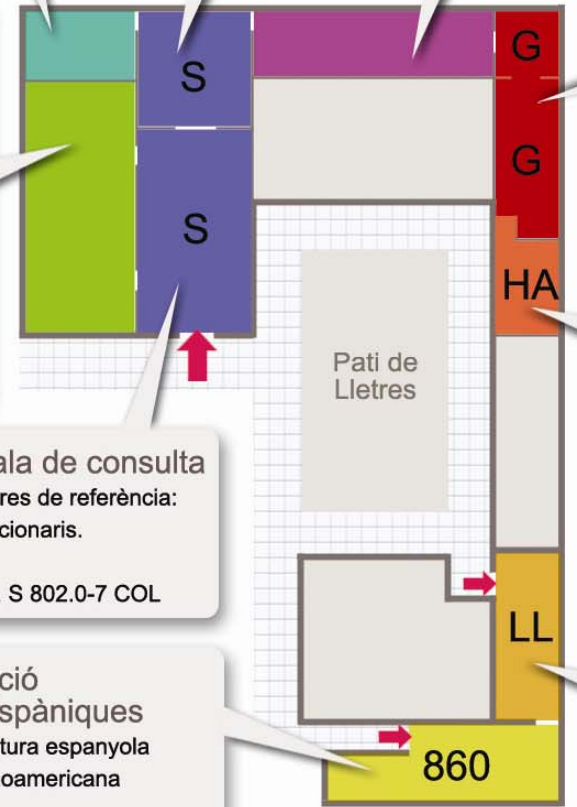 G
S
G
S
HA
Pati de
Lletres
ala de consulta
res de referència:
cionaris.
S 802.0-7 COL
LL
ció
spàniques
tura espanyola
oamericana
860